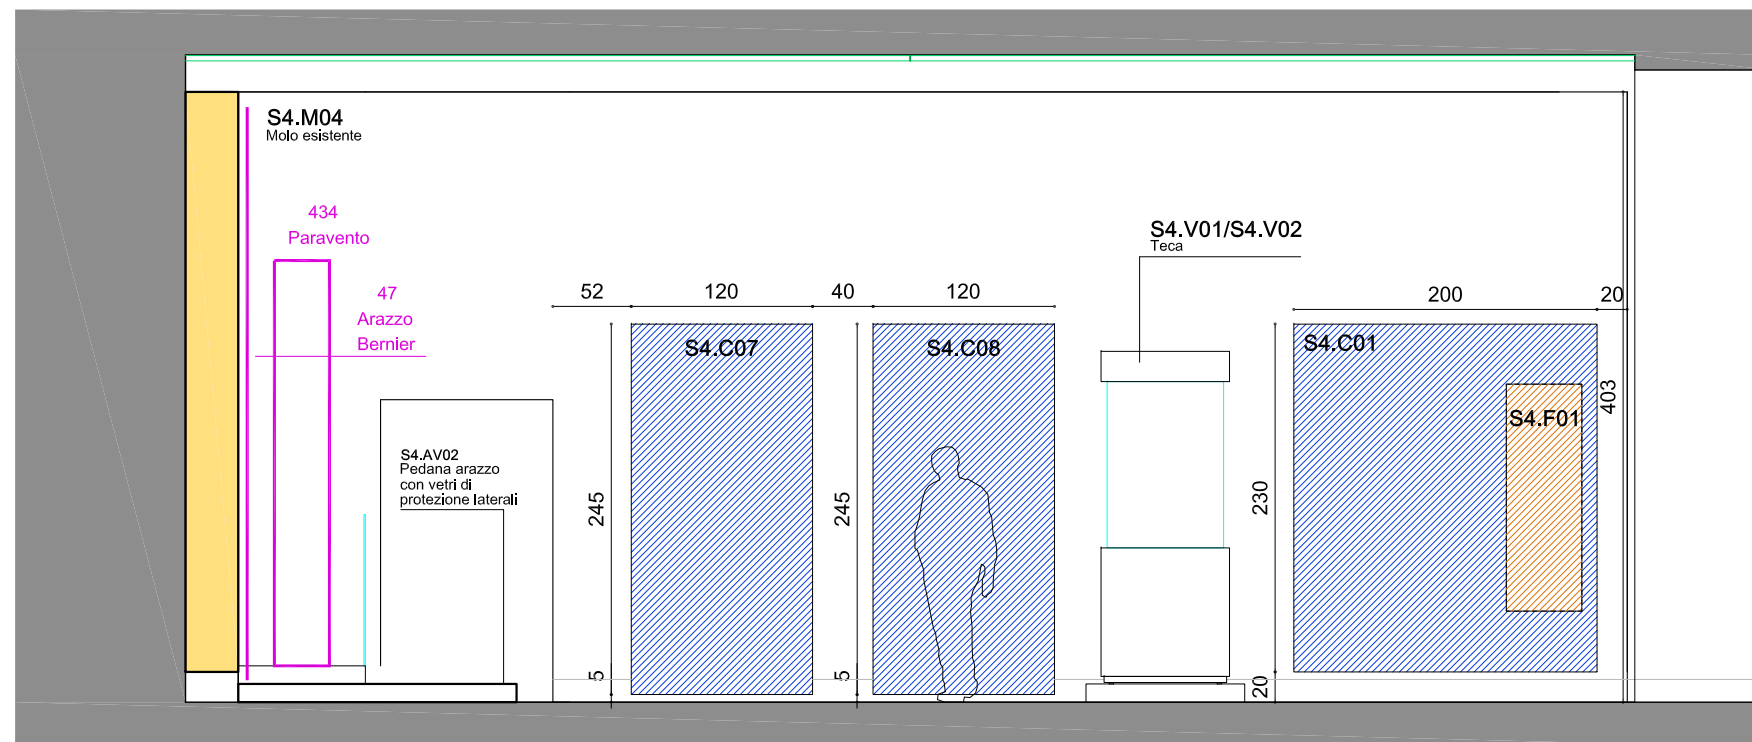 S4.M04
Molo esistente
434
Paravento
47
Arazzo
Bernier
S4.AV02
Pedana arazzo
con vetri di
protezione laterali
52
120
40
120
S4.C07
S4.C08
245
245
5
5
S4.V01/S4.V02
Teca
200
20
S4.C01
S4.F01
403
230
20